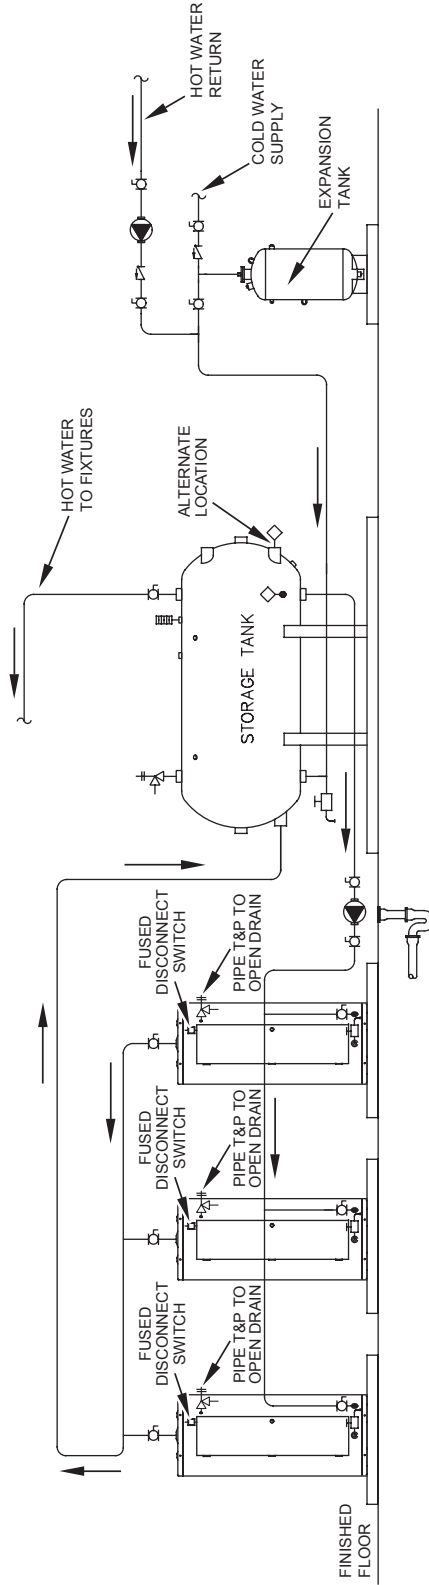 HOT WATER
RETURN
COLD WATER
SUPPLY
EXPANSION
TANK
HOT WATER
TO FIXTURES
ALTERNATE
LOCATION
STORAGE TANK
FUSED
DISCONNECT
SWITCH
PIPE T&P TO
OPEN DRAIN
FUSED
DISCONNECT
SWITCH
PIPE T&P TO
OPEN DRAIN
FUSED
DISCONNECT
SWITCH
PIPE T&P TO
OPEN DRAIN
FINISHED
FLOOR